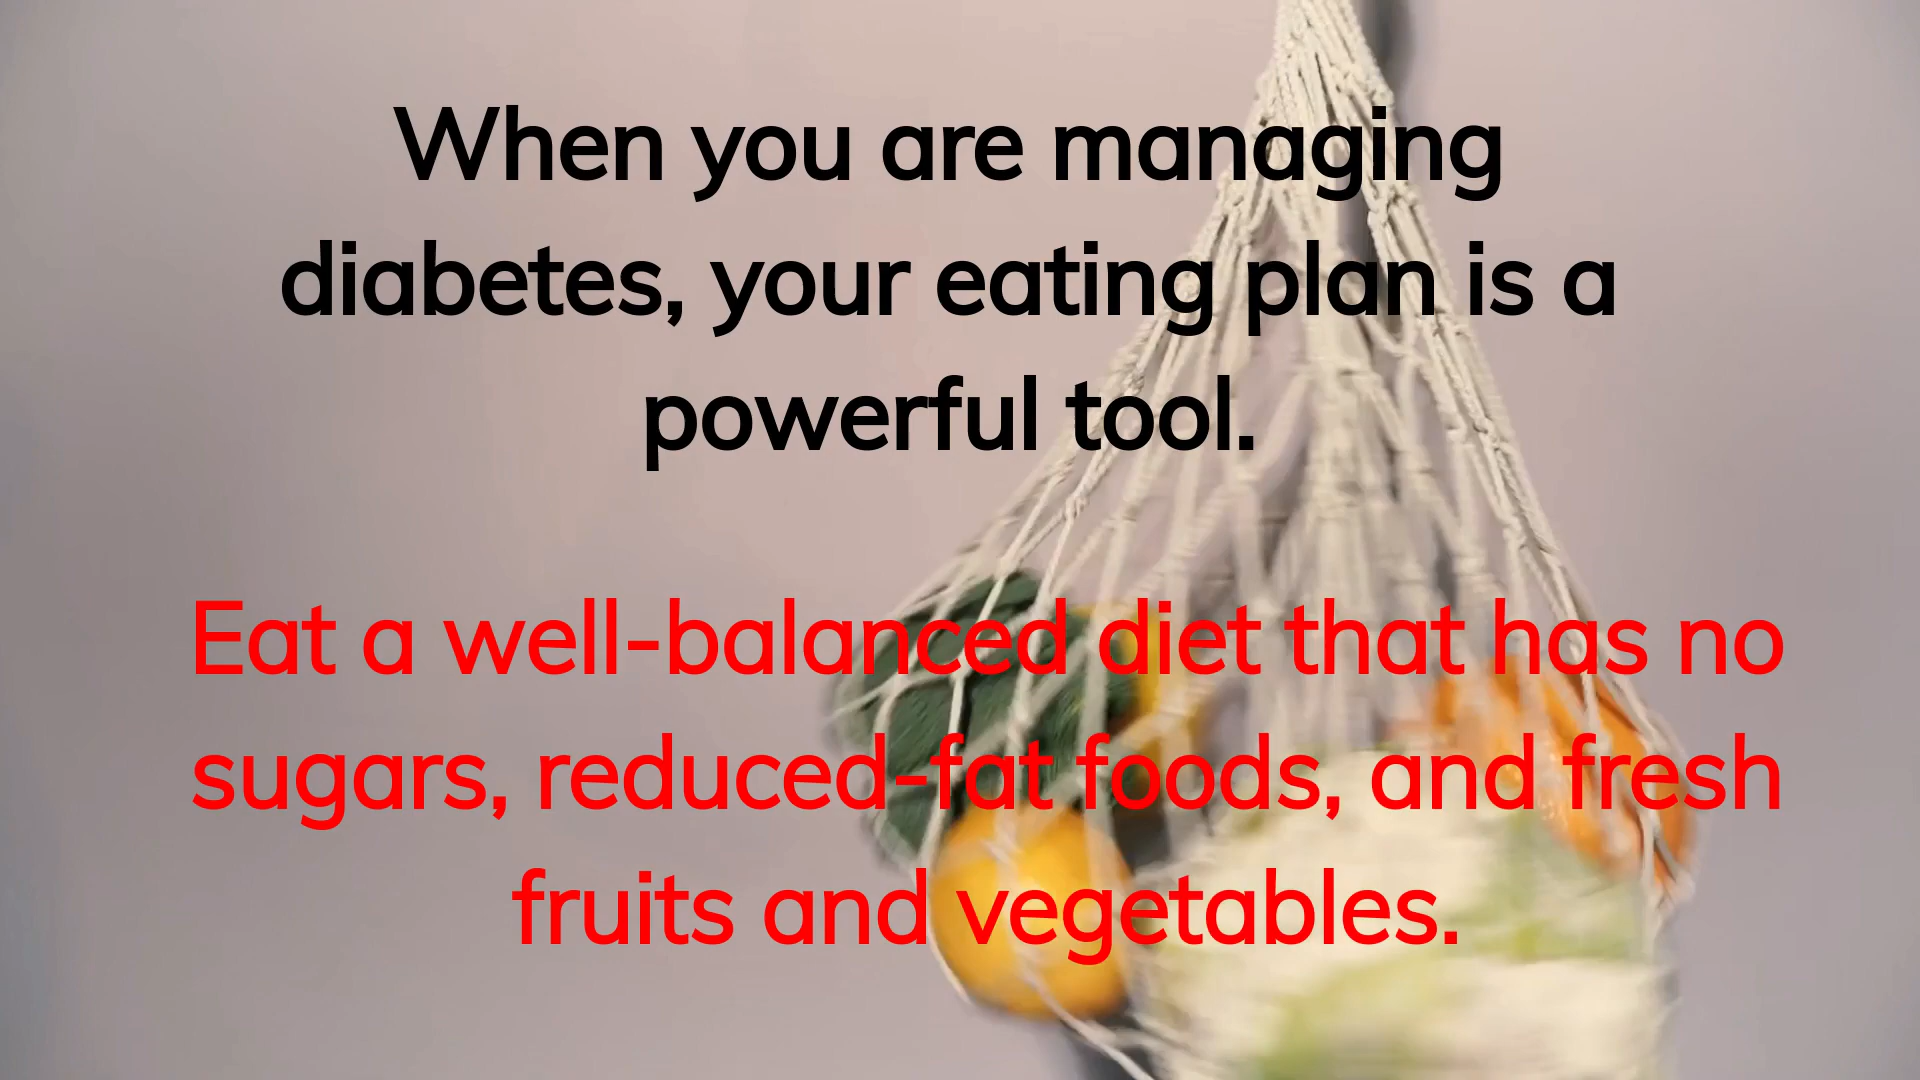 When you are managing
diabetes, your eating plan is a
powerful tool.
Eat a well-balanced diet that has no
sugars, reduced-fat foods, and fresh
fruits and vegetables.